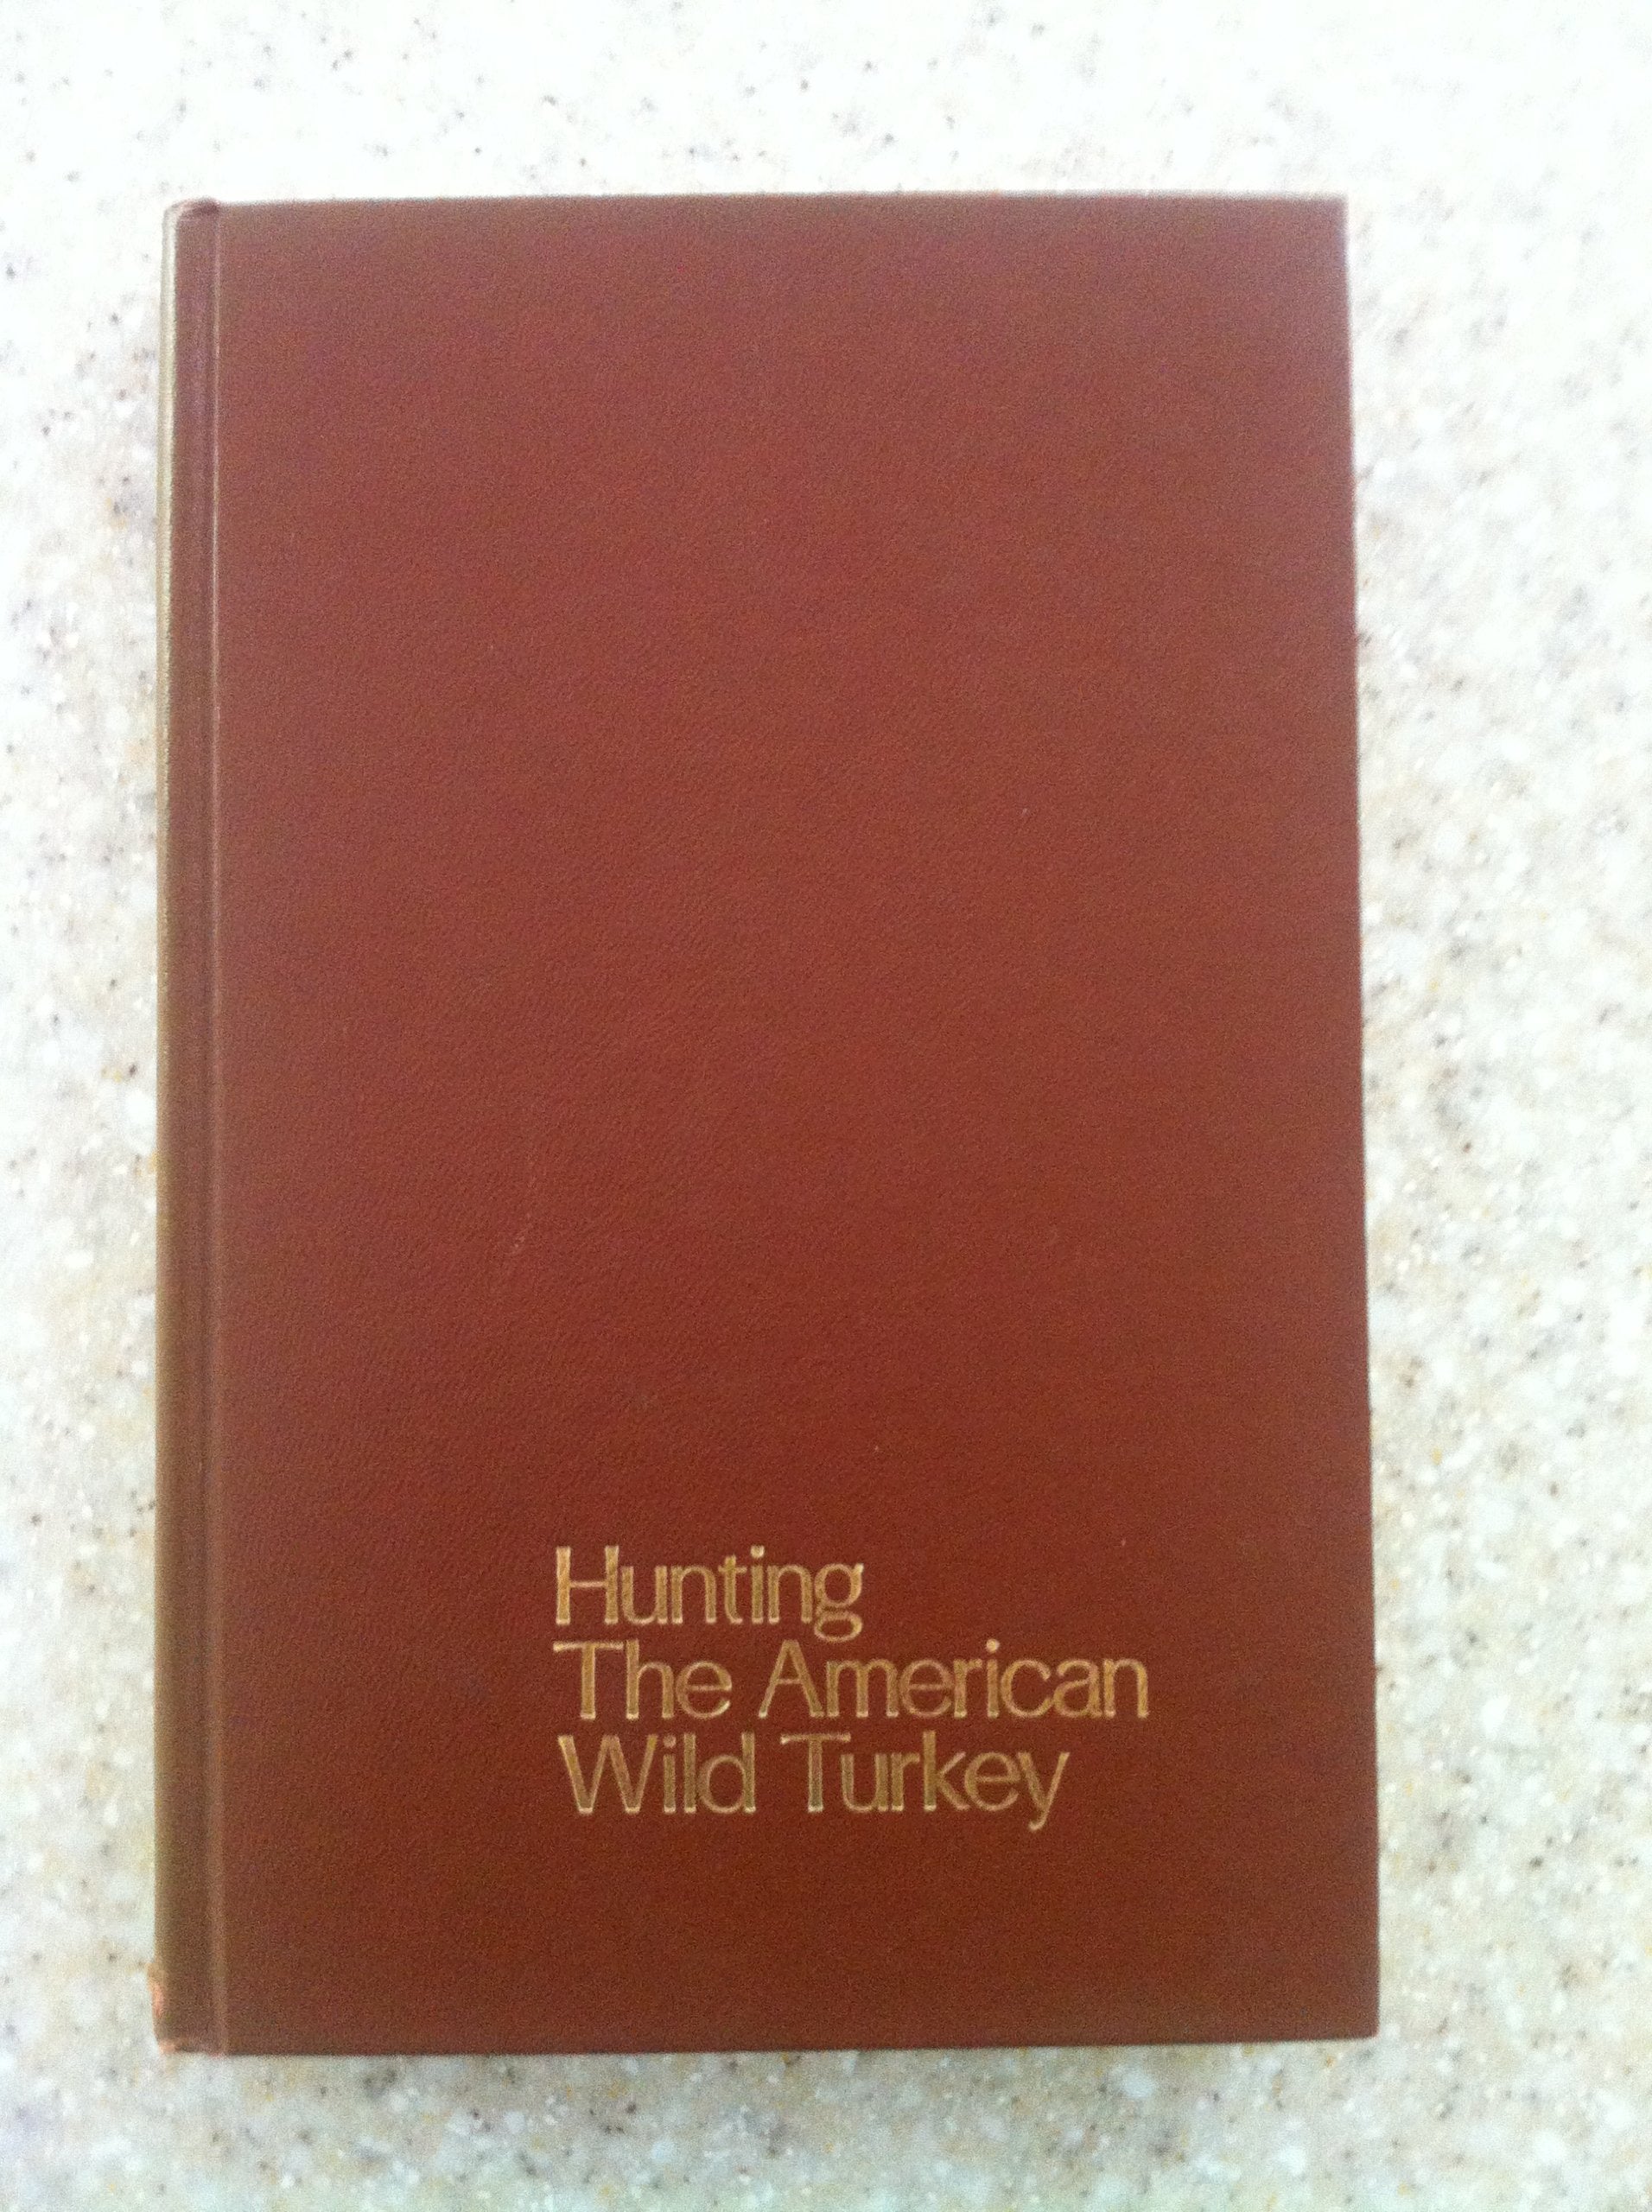 Hunting
The American
Wild Turkey